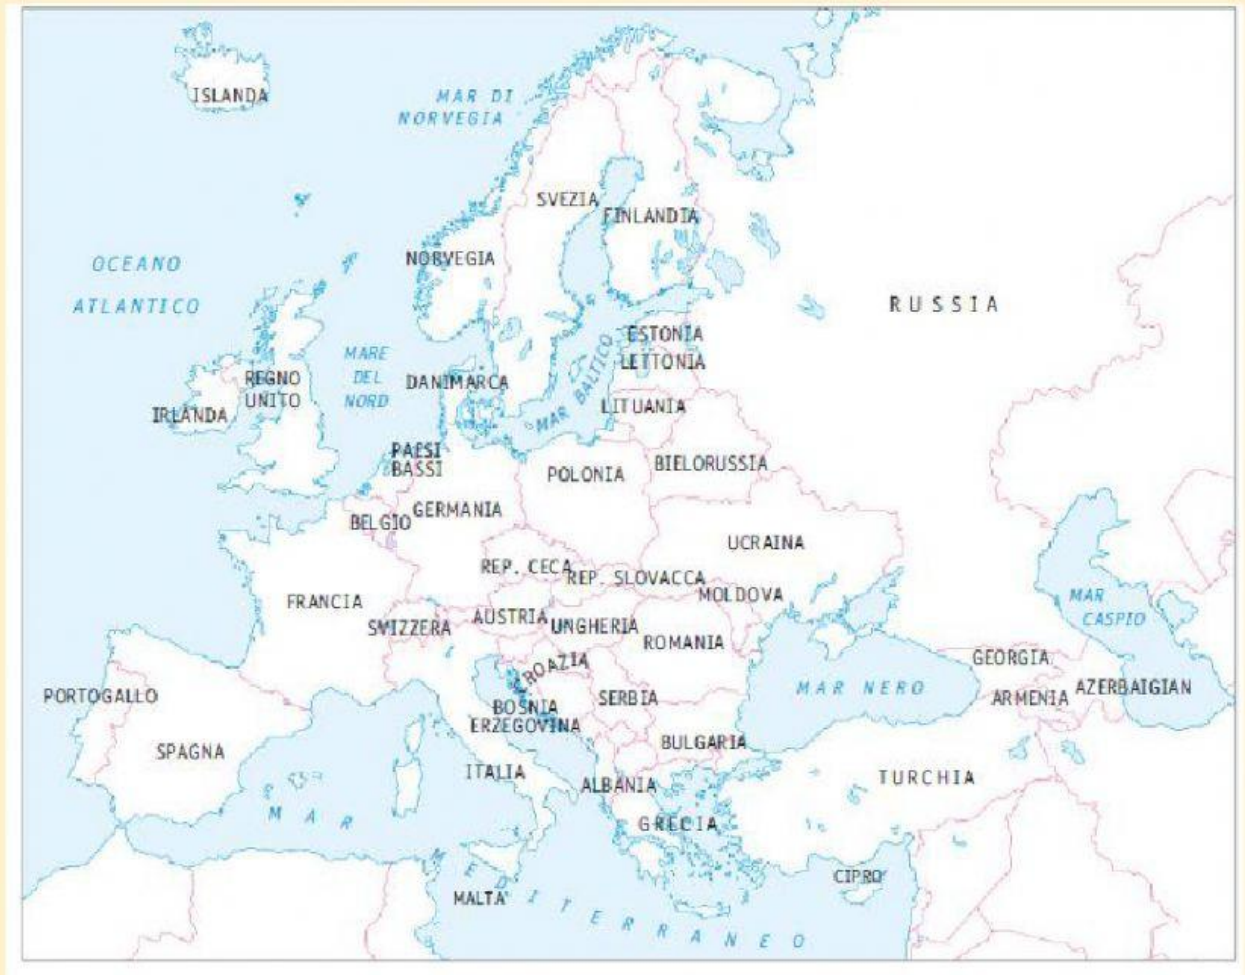 ISLANDA
MAR DI
NORVEGIA
SVEZIA
FINLANDIA
NORVEGIA
OCEANO
ATLANTICO
RUSSIA
ESTONIA
LETTONIA
MARE
DEL
NORD
REGNO
UNITO
DANIMARCA
MAR BALTICO
IRLANDA
LITUANIA
PAESI
BASSI
POLONIA
BIELORUSSIA
GERMANIA
BELGIO
UCRAINA
REP. CECA
REP. SLOVACCA
MOLDOVA
FRANCIA
SWIZZERA
AUSTRIA
UNGHERIA
ROMANIA
MAR
CASPIO
CROAZIA
GEORGIA
PORTOGALLO
BOSNIA
ERZEGOVINA
SERBIA
MAR NERO
ARMENIA
AZERBAIGIAN
SPAGNA
BULGARIA
ITALIA
ALBANIA
TURCHIA
GRECIA
MAR
MEDITERRANEO
MALTA
CIPRO